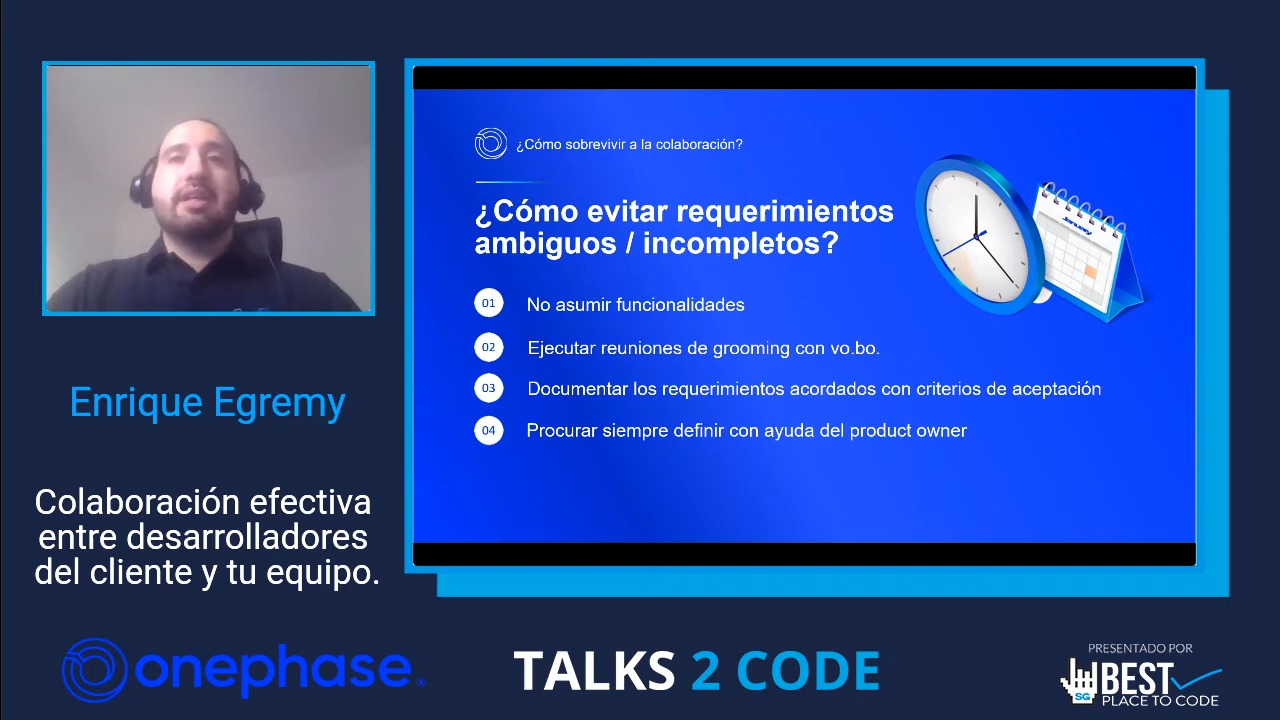 ¿Cómo sobrevivir a la colaboración?
¿Cómo evitar requerimientos
ambiguos / incompletos?
January
01 No asumir funcionalidades
02 Ejecutar reuniones de grooming con vo.bo.
03 Documentar los requerimientos acordados con criterios de aceptación
04 Procurar siempre definir con ayuda del product owner
Enrique Egremy
Colaboración efectiva
entre desarrolladores
del cliente y tu equipo.
onephase®
TALKS 2 CODE
PRESENTADO POR
SG BEST
PLACE TO CODE